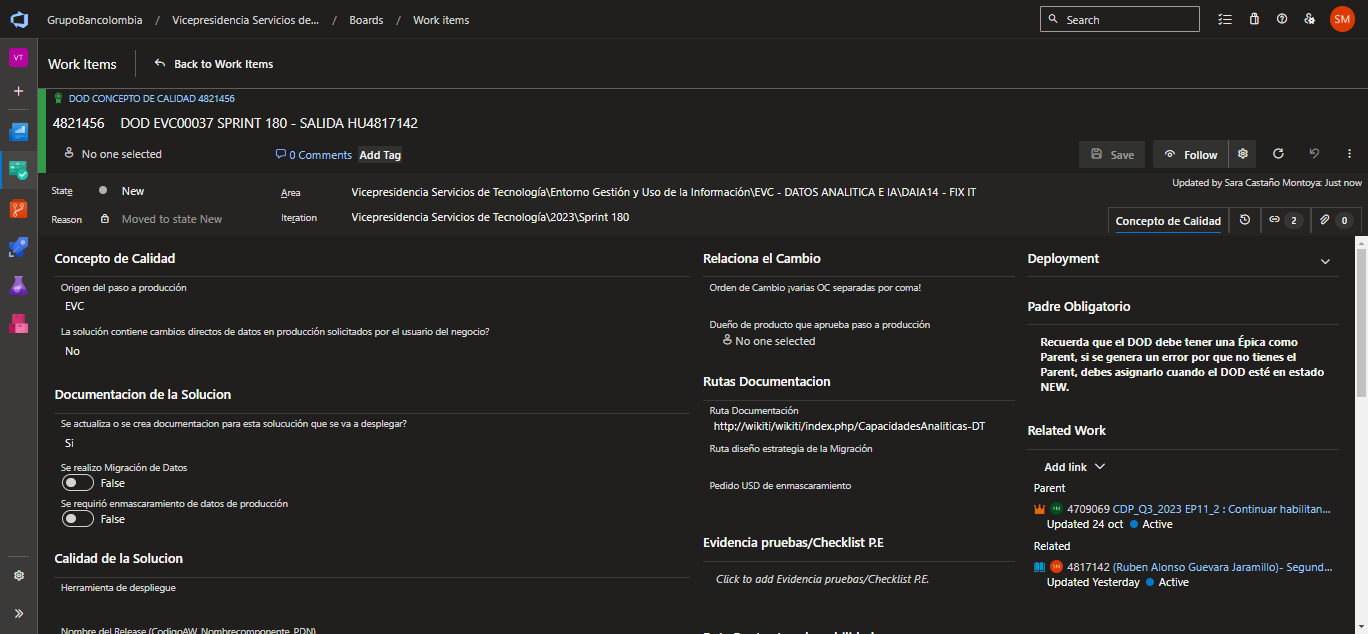 GrupoBancolombia / Vicepresidencia Servicios de... / Boards / Work items
Search
SM
VT
Work Items
Back to Work Items
DOD CONCEPTO DE CALIDAD 4821456
4821456 DOD EVC00037 SPRINT 180 - SALIDA HU4817142
No one selected
0 Comments
Add Tag
Save
Follow
State
New
Area
Vicepresidencia Servicios de Tecnología\Entorno Gestión y Uso de la Información\EVC - DATOS ANALITICA E IA\DAIA14 - FIX IT
Updated by Sara Castaño Montoya: Just now
Reason
Moved to state New
Iteration
Vicepresidencia Servicios de Tecnología\2023\Sprint 180
Concepto de Calidad
2
0
Concepto de Calidad
Origen del paso a producción
EVC
La solución contiene cambios directos de datos en producción solicitados por el usuario del negocio?
No
Documentacion de la Solucion
Se actualiza o se crea documentacion para esta solucución que se va a desplegar?
Si
Se realizo Migración de Datos
False
Se requirió enmascaramiento de datos de producción
False
Calidad de la Solucion
Herramienta de despliegue
Nombre del Release (CodigoAW_Nombrecomponente_PDN)
Relaciona el Cambio
Orden de Cambio ¡varias OC separadas por coma!
Dueño de producto que aprueba paso a producción
No one selected
Rutas Documentacion
Ruta Documentación
http://wikiti/wikiti/index.php/CapacidadesAnaliticas-DT
Ruta diseño estrategia de la Migración
Pedido USD de enmascaramiento
Evidencia pruebas/Checklist P.E
Click to add Evidencia pruebas/Checklist P.E.
Deployment
Padre Obligatorio
Recuerda que el DOD debe tener una Épica como
Parent, si se genera un error por que no tienes el
Parent, debes asignarlo cuando el DOD esté en estado
NEW.
Related Work
Add link
Parent
YM
4709069 CDP_Q3_2023 EP11_2 : Continuar habilitan...
Updated 24 oct
Active
Related
SM
4817142 (Ruben Alonso Guevara Jaramillo)- Segund...
Updated Yesterday
Active